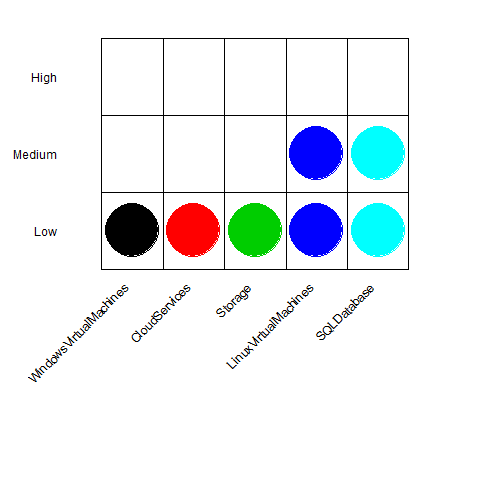 High
Medium
Low
WindowsVirtualMachines
CloudServices
Storage
LinuxVirtualMachines
SQLDatabase